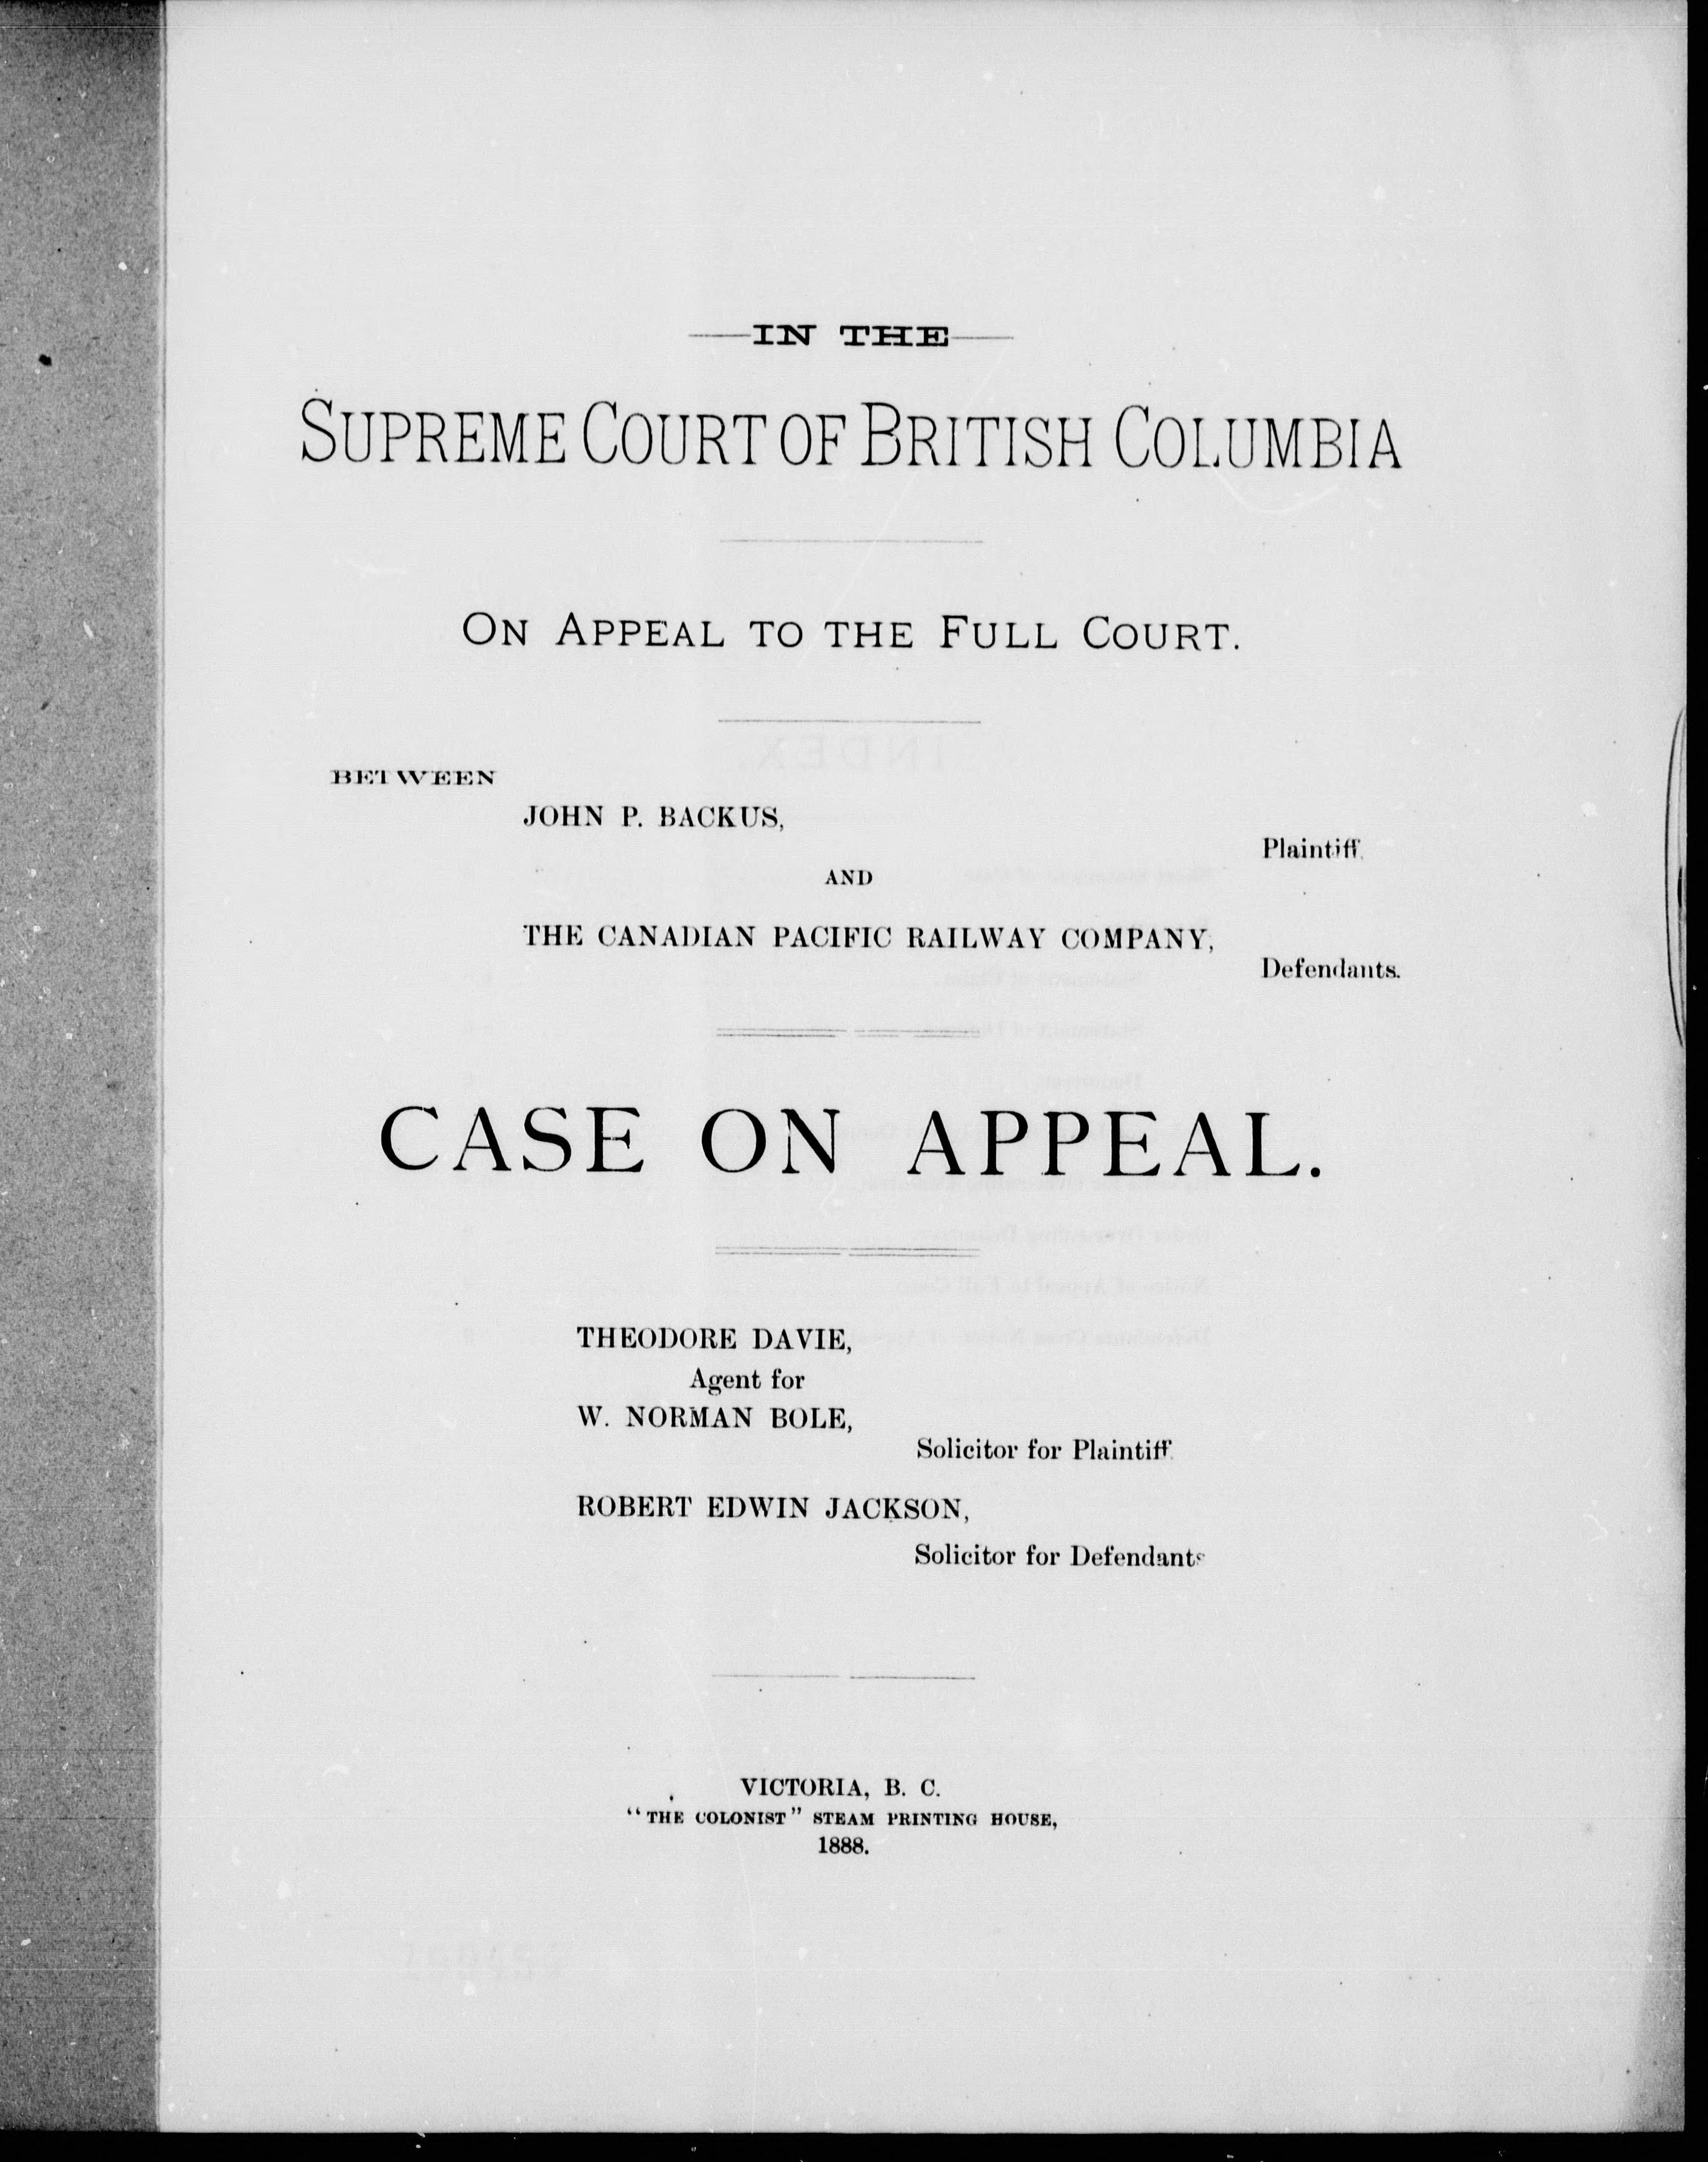 IN THE
SUPREME COURT OF BRITISH COLUMBIA
ON APPEAL TO THE FULL COURT.
BETWEEN
JOHN P. BACKUS,
Plaintiff.
AND
THE CANADIAN PACIFIC RAILWAY COMPANY,
Defendants.
CASE ON APPEAL.
THEODORE DAVIE,
Agent for
W. NORMAN BOLE,
Solicitor for Plaintiff.
ROBERT EDWIN JACKSON,
Solicitor for Defendants
VICTORIA, B. C.
"THE COLONIST" STEAM PRINTING HOUSE,
1888.